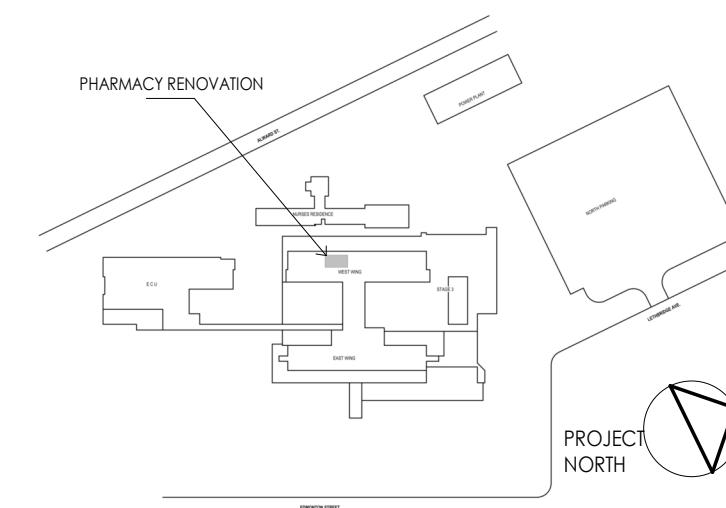 PHARMACY RENOVATION
POWER PLANT
ALWARD ST.
NORTH PARKING
NURSES RESIDENCE
WEST WING
E C U
STAGE 3
LETHBRIDGE AVE.
EAST WING
PROJECT
NORTH
EDMONTON STREET